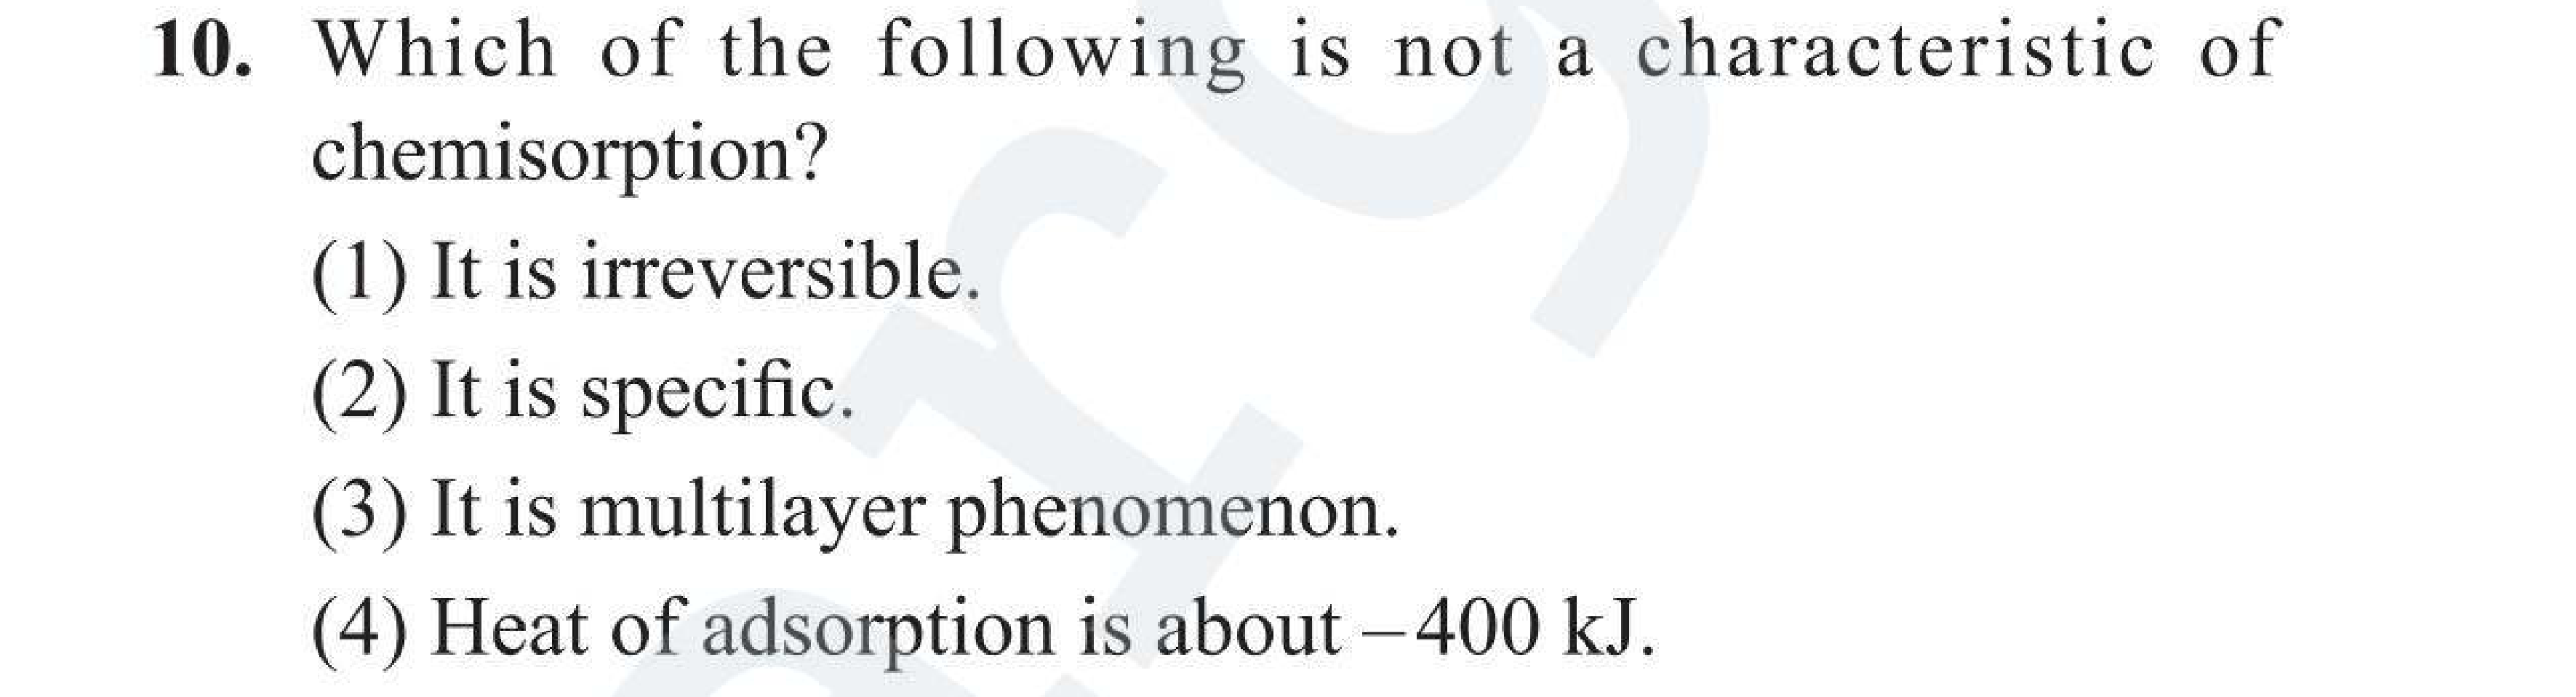 10. Which of the following is not a characteristic of
chemisorption?
(1) It is irreversible.
(2) It is specific.
(3) It is multilayer phenomenon.
(4) Heat of adsorption is about –400 kJ.